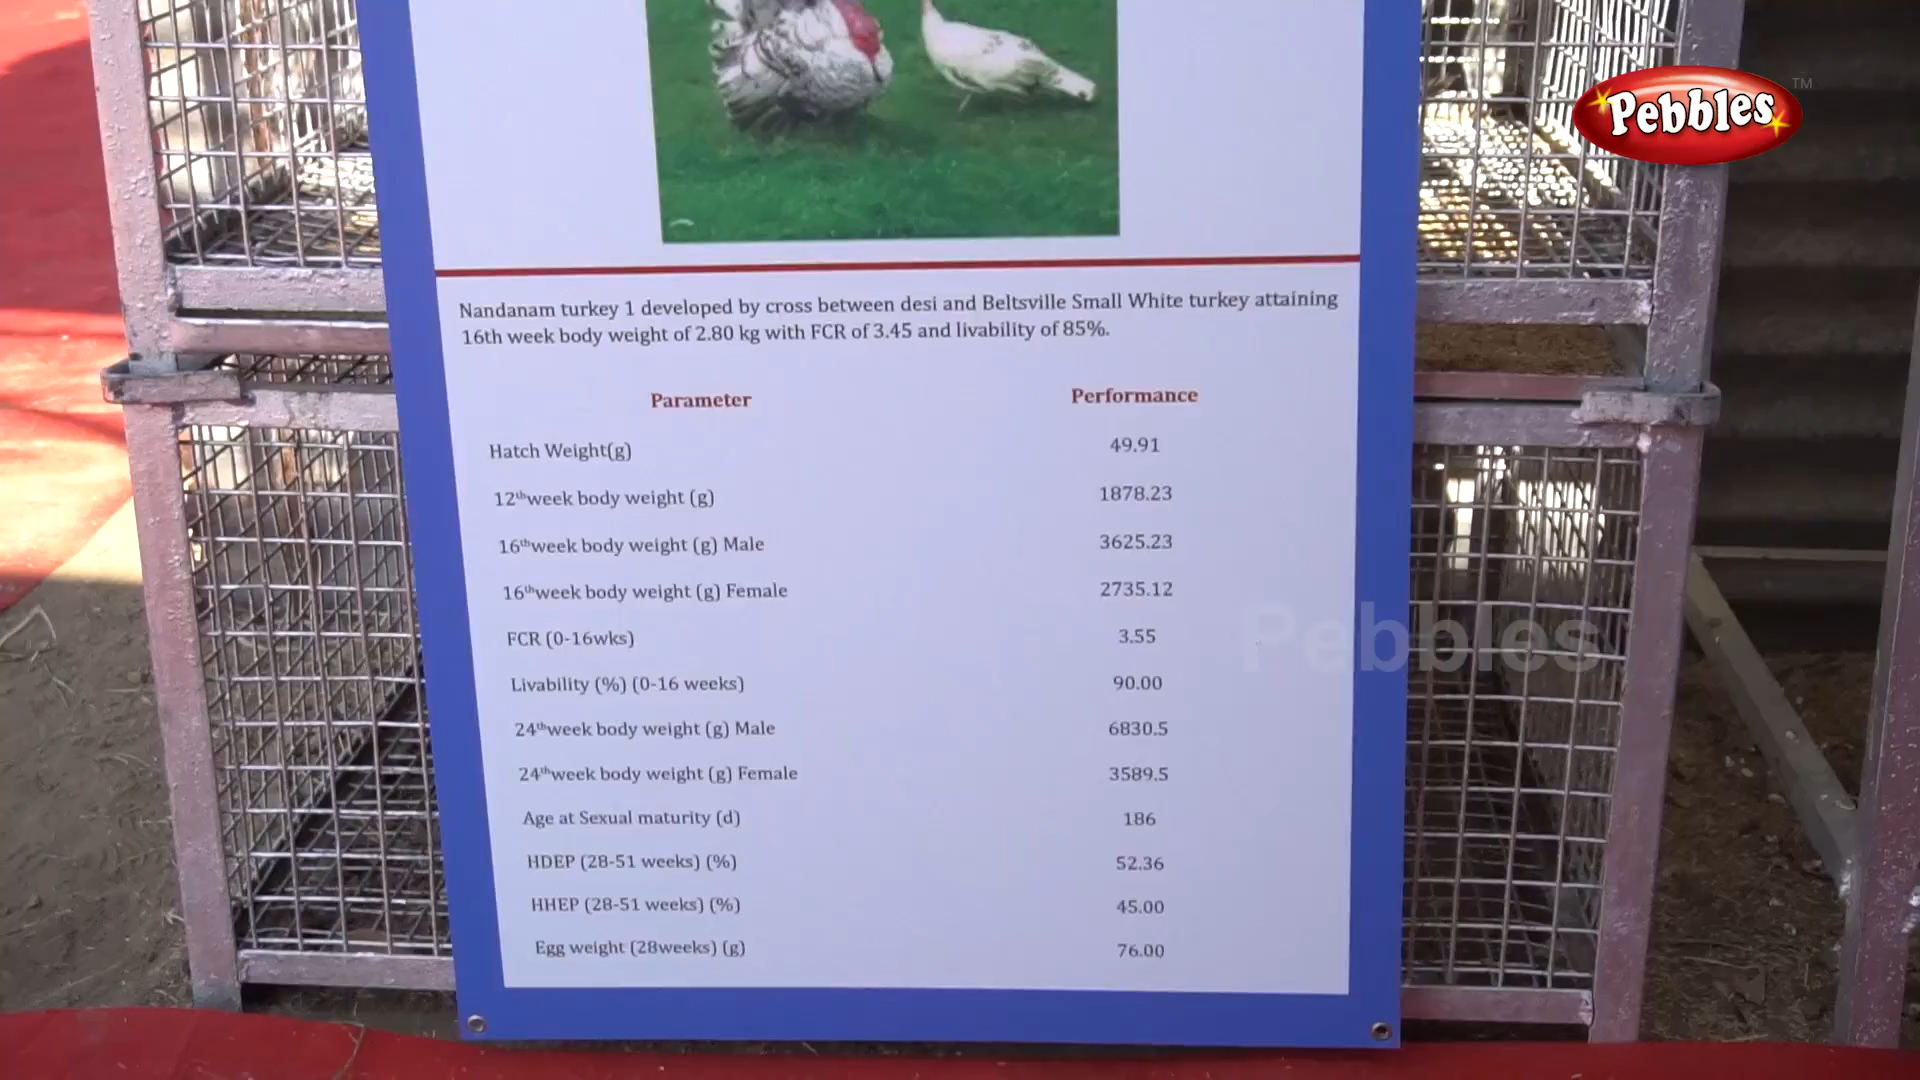 Pebbles™
Nandanam turkey 1 developed by cross between desi and Beltsville Small White turkey attaining
16th week body weight of 2.80 kg with FCR of 3.45 and livability of 85%.
Parameter Performance
Hatch Weight(g) 49.91
12thweek body weight (g) 1878.23
16thweek body weight (g) Male 3625.23
16thweek body weight (g) Female 2735.12
FCR (0-16wks) 3.55
Pebbles
Livability (%) (0-16 weeks) 90.00
24thweek body weight (g) Male 6830.5
24thweek body weight (g) Female 3589.5
Age at Sexual maturity (d) 186
HDEP (28-51 weeks) (%) 52.36
HHEP (28-51 weeks) (%) 45.00
Egg weight (28weeks) (g) 76.00